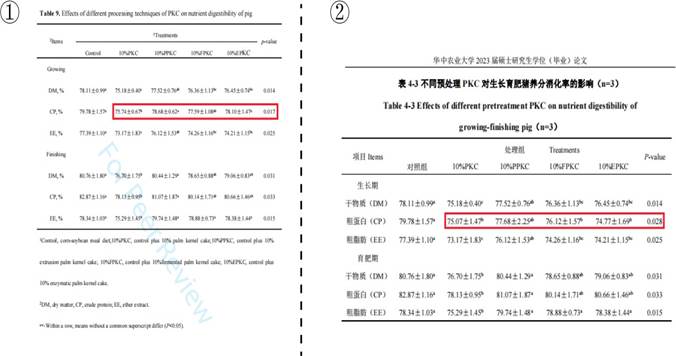 ①
Table 9. Effects of different processing techniques of PKC on nutrient digestibility of pig
¹Treatments
²Items p-value
Control 10%PKC 10%PPKC 10%FPKC 10%EPKC
Growing
DM, % 78.11±0.99ᵃ 75.18±0.40ᶜ 77.52±0.76ᵃᵇ 76.36±1.13ᵇᶜ 76.45±0.74ᵇᶜ 0.014
CP, % 79.78±1.57ᵃ 75.74±0.67ᵇ 78.68±0.62ᵃ 77.59±1.08ᵃᵇ 78.10±1.47ᵃ 0.017
EE, % 77.39±1.10ᵃ 73.17±1.83ᶜ 76.12±1.53ᵃᵇ 74.26±1.16ᵇᶜ 74.21±1.15ᵇᶜ 0.025
Finishing
DM, % 80.76±1.80ᵃ 76.70±1.75ᵇ 80.44±1.29ᵃ 78.65±0.88ᵃᵇ 79.06±0.83ᵃᵇ 0.031
CP, % 82.87±1.16ᵃ 78.13±0.95ᵇ 81.07±1.87ᵃ 80.14±1.71ᵃᵇ 80.66±1.46ᵃᵇ 0.033
EE, % 78.34±1.03ᵃ 75.29±1.45ᵇ 79.74±1.48ᵃ 78.88±0.73ᵃ 78.38±1.44ᵃ 0.015
¹Control, corn-soybean meal diet,10%PKC, control plus 10% palm kernel cake;10%PPKC, control plus 10%
extrusion palm kernel cake; 10%FPKC, control plus 10%fermented palm kernel cake; 10%EPKC, control plus
10% enzymatic palm kernel cake.
²DM, dry matter, CP, crude protein; EE, ether extract.
ᵃ⁻ᶜ Within a row, means without a common superscript differ (P<0.05).
For Peer Review
②
华中农业大学 2023 届硕士研究生学位（毕业）论文
表 4-3 不同预处理 PKC 对生长育肥猪养分消化率的影响（n=3）
Table 4-3 Effects of different pretreatment PKC on nutrient digestibility of
growing-finishing pig（n=3）
处理组 Treatments
项目 Items P-value
对照组 10%PKC 10%PPKC 10%FPKC 10%EPKC
生长期
干物质（DM） 78.11±0.99ᵃ 75.18±0.40ᶜ 77.52±0.76ᵃᵇ 76.36±1.13ᵇᶜ 76.45±0.74ᵇᶜ 0.014
粗蛋白（CP） 79.78±1.57ᵃ 75.07±1.47ᵇ 77.68±2.25ᵃᵇ 76.12±1.57ᵇ 74.77±1.69ᵇ 0.028
粗脂肪（EE） 77.39±1.10ᵃ 73.17±1.83ᶜ 76.12±1.53ᵃᵇ 74.26±1.16ᵇᶜ 74.21±1.15ᵇᶜ 0.025
育肥期
干物质（DM） 80.76±1.80ᵃ 76.70±1.75ᵇ 80.44±1.29ᵃ 78.65±0.88ᵃᵇ 79.06±0.83ᵃᵇ 0.031
粗蛋白（CP） 82.87±1.16ᵃ 78.13±0.95ᵇ 81.07±1.87ᵃ 80.14±1.71ᵃᵇ 80.66±1.46ᵃᵇ 0.033
粗脂肪（EE） 78.34±1.03ᵃ 75.29±1.45ᵇ 79.74±1.48ᵃ 78.88±0.73ᵃ 78.38±1.44ᵃ 0.015